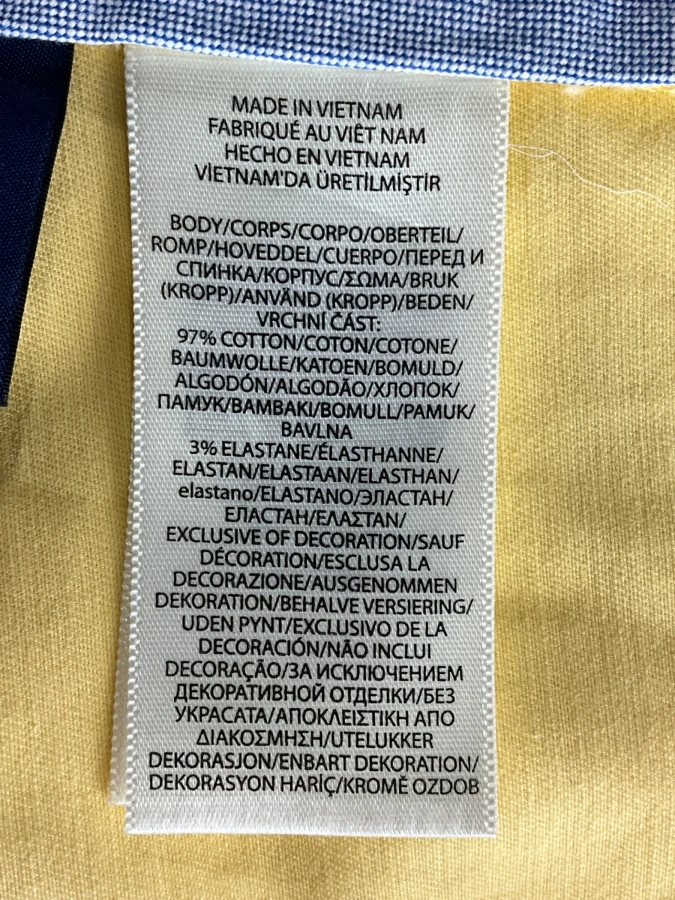 MADE IN VIETNAM
FABRIQUÉ AU VIÊT NAM
HECHO EN VIETNAM
VİETNAM'DA ÜRETİLMİŞTİR
BODY/CORPS/CORPO/OBERTEIL/
ROMP/HOVEDDEL/CUERPO/ПЕРЕД И
СПИНКА/КОРПУС/ΣΩΜΑ/BRUK
(KROPP)/ANVÄND (KROPP)/BEDEN/
VRCHNÍ ČÁST:
97% COTTON/COTON/COTONE/
BAUMWOLLE/KATOEN/BOMULD/
ALGODÓN/ALGODÃO/ХЛОПОК/
ПАМУК/ΒΑΜΒΑΚΙ/BOMULL/PAMUK/
BAVLNA
3% ELASTANE/ÉLASTHANNE/
ELASTAN/ELASTAAN/ELASTHAN/
elastano/ELASTANO/ЭЛАСТАН/
ЕЛАСТАН/ΕΛΑΣΤΑΝ/
EXCLUSIVE OF DECORATION/SAUF
DÉCORATION/ESCLUSA LA
DECORAZIONE/AUSGENOMMEN
DEKORATION/BEHALVE VERSIERING/
UDEN PYNT/EXCLUSIVO DE LA
DECORACIÓN/NÃO INCLUI
DECORAÇÃO/ЗА ИСКЛЮЧЕНИЕМ
ДЕКОРАТИВНОЙ ОТДЕЛКИ/БЕЗ
УКРАСАТА/ΑΠΟΚΛΕΙΣΤΙΚΗ ΑΠΟ
ΔΙΑΚΟΣΜΗΣΗ/UTELUKKER
DEKORASJON/ENBART DEKORATION/
DEKORASYON HARİÇ/KROMĚ OZDOB